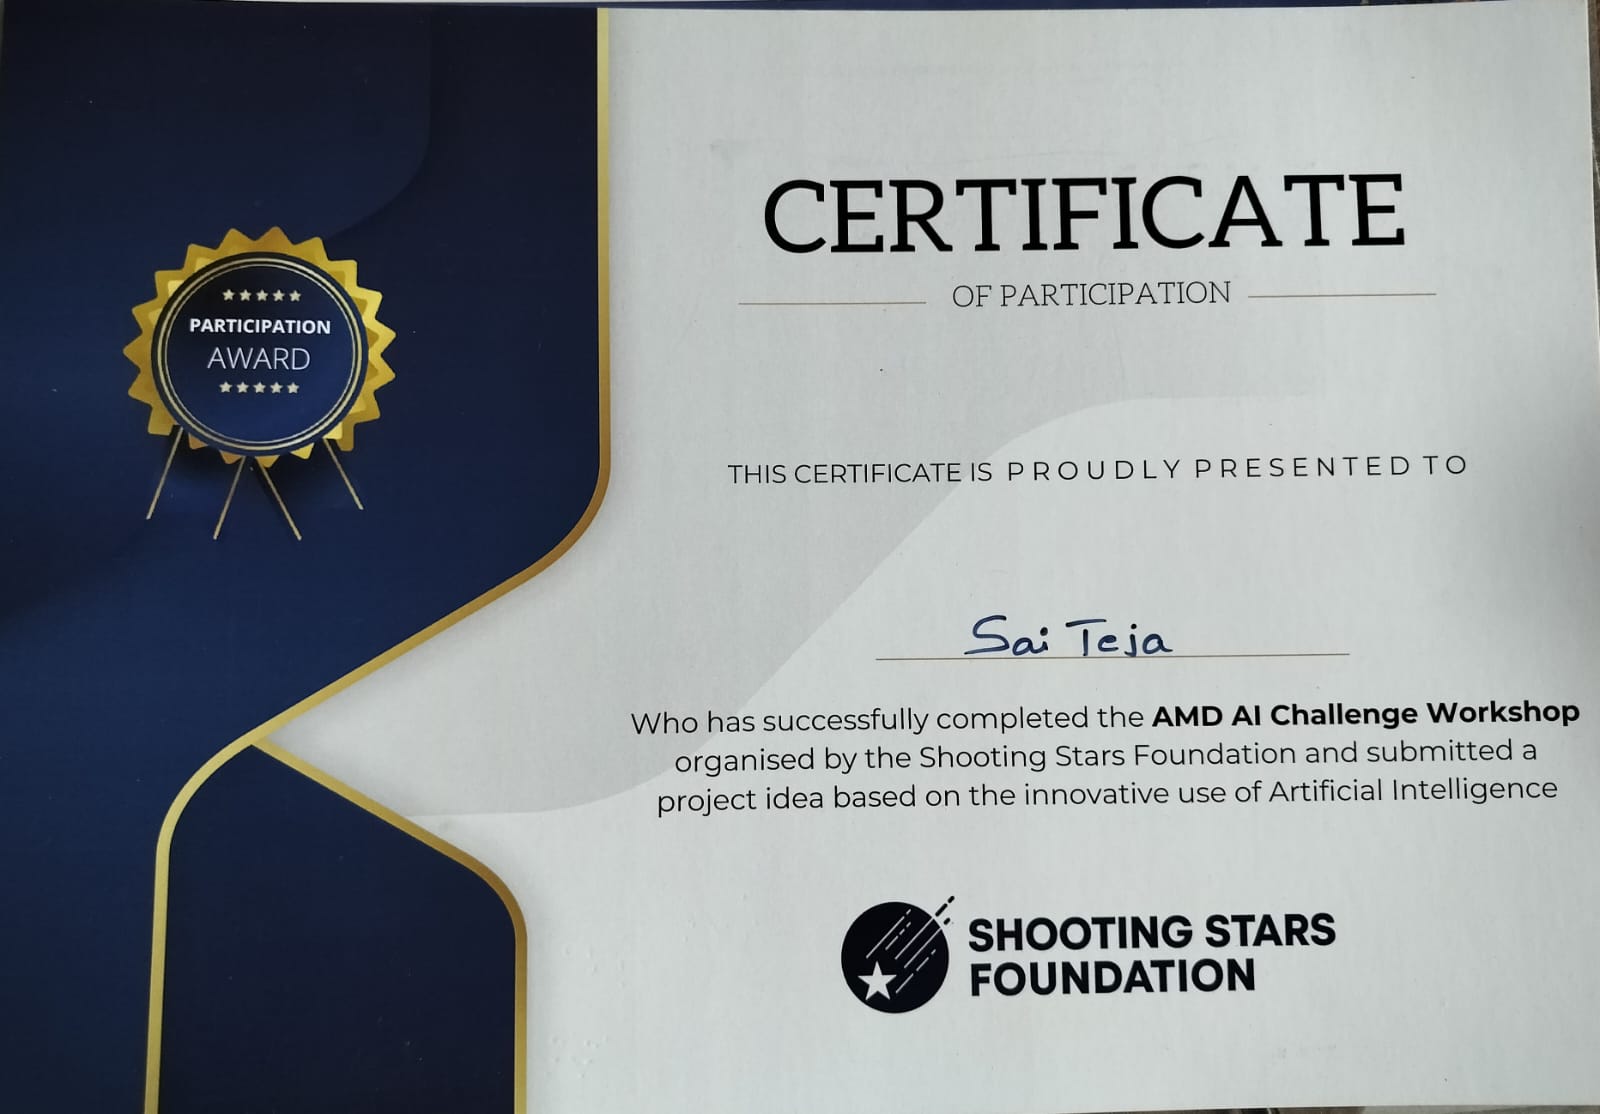 ★★★★★
PARTICIPATION
AWARD
★★★★★
CERTIFICATE
OF PARTICIPATION
THIS CERTIFICATE IS PROUDLY PRESENTED TO
Sai Teja
Who has successfully completed the AMD AI Challenge Workshop
organised by the Shooting Stars Foundation and submitted a
project idea based on the innovative use of Artificial Intelligence
SHOOTING STARS
FOUNDATION